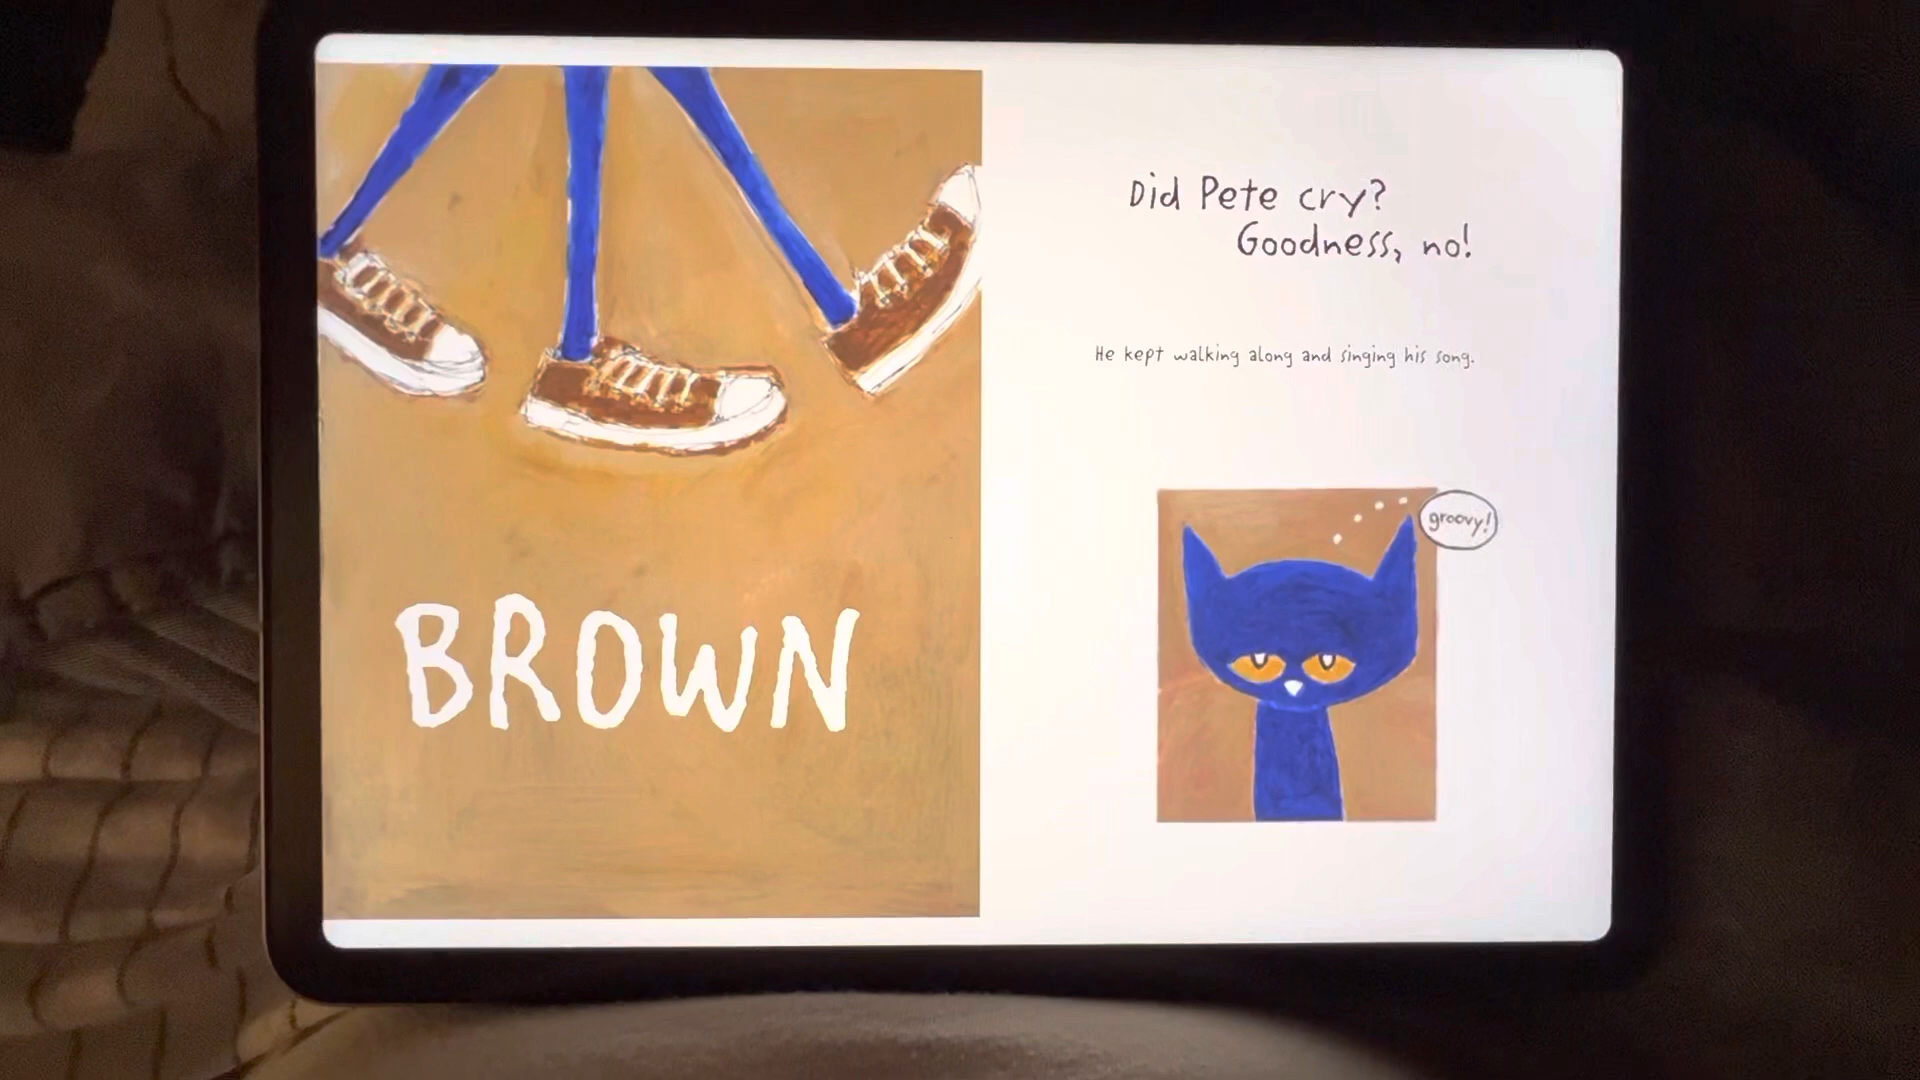 BROWN
Did Pete cry?
Goodness, no!
He kept walking along and singing his song.
groovy!